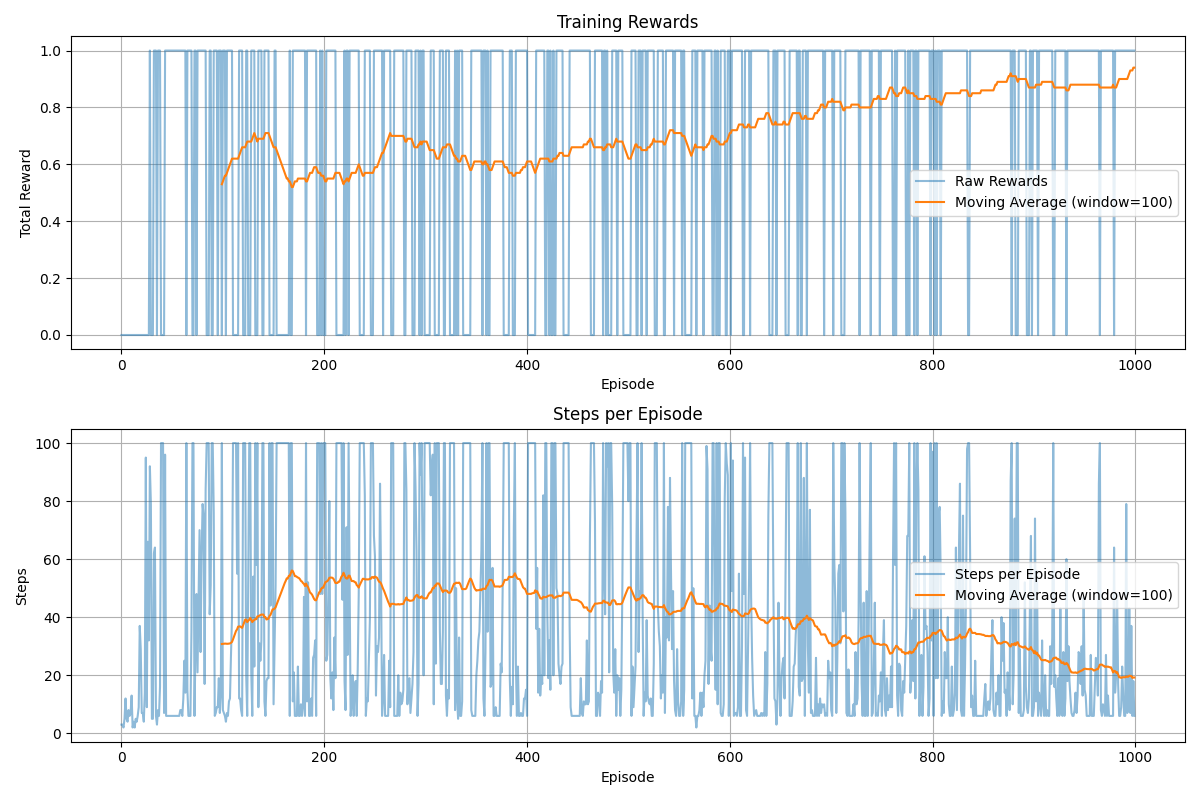 Training Rewards
1.0
0.8
0.6
0.4
0.2
0.0
Total Reward
Raw Rewards
Moving Average (window=100)
0 200 400 600 800 1000
Episode
Steps per Episode
100
80
60
40
20
0
Steps
Steps per Episode
Moving Average (window=100)
0 200 400 600 800 1000
Episode